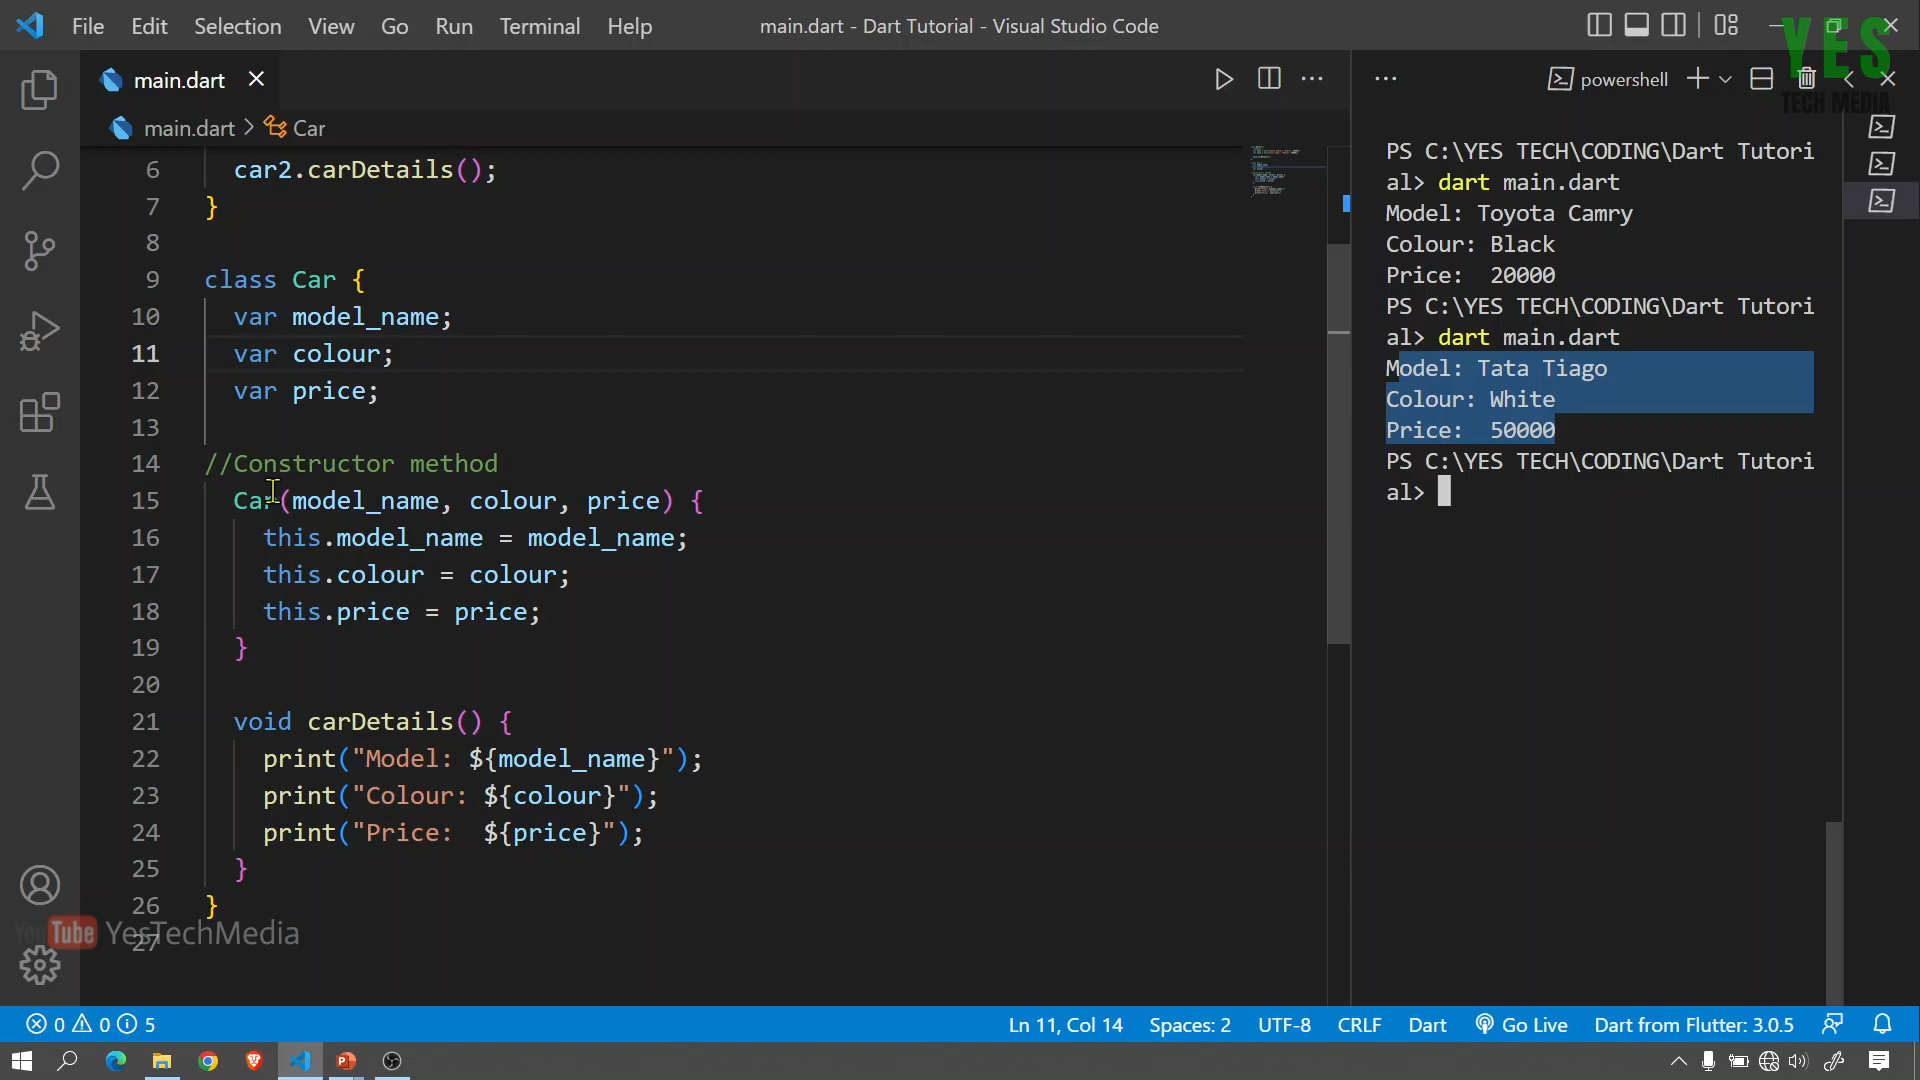 File Edit Selection View Go Run Terminal Help
main.dart - Dart Tutorial - Visual Studio Code
YES
TECH MEDIA
main.dart
powershell
main.dart > Car
6 car2.carDetails();
7 }
8
9 class Car {
10 var model_name;
11 var colour;
12 var price;
13
14 //Constructor method
15 Car(model_name, colour, price) {
16 this.model_name = model_name;
17 this.colour = colour;
18 this.price = price;
19 }
20
21 void carDetails() {
22 print("Model: ${model_name}");
23 print("Colour: ${colour}");
24 print("Price:  ${price}");
25 }
26 }
27
YouTube YesTechMedia
PS C:\YES TECH\CODING\Dart Tutori
al> dart main.dart
Model: Toyota Camry
Colour: Black
Price:  20000
PS C:\YES TECH\CODING\Dart Tutori
al> dart main.dart
Model: Tata Tiago
Colour: White
Price:  50000
PS C:\YES TECH\CODING\Dart Tutori
al>
0 0 5
Ln 11, Col 14 Spaces: 2 UTF-8 CRLF Dart Go Live Dart from Flutter: 3.0.5